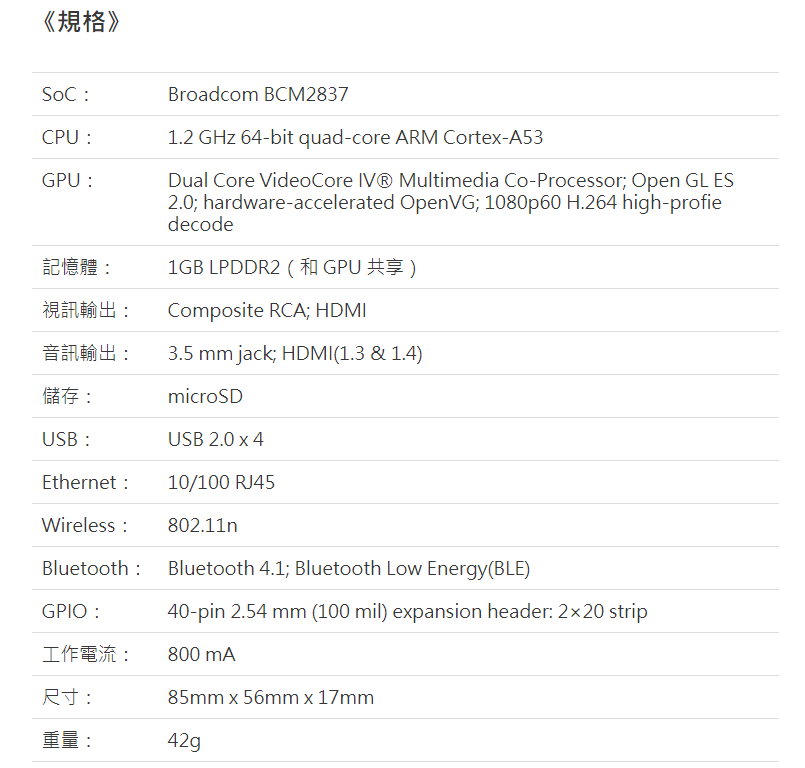 《規格》
SoC： Broadcom BCM2837
CPU： 1.2 GHz 64-bit quad-core ARM Cortex-A53
GPU： Dual Core VideoCore IV® Multimedia Co-Processor; Open GL ES
2.0; hardware-accelerated OpenVG; 1080p60 H.264 high-profie
decode
記憶體： 1GB LPDDR2（和 GPU 共享）
視訊輸出： Composite RCA; HDMI
音訊輸出： 3.5 mm jack; HDMI(1.3 & 1.4)
儲存： microSD
USB： USB 2.0 x 4
Ethernet： 10/100 RJ45
Wireless： 802.11n
Bluetooth： Bluetooth 4.1; Bluetooth Low Energy(BLE)
GPIO： 40-pin 2.54 mm (100 mil) expansion header: 2×20 strip
工作電流： 800 mA
尺寸： 85mm x 56mm x 17mm
重量： 42g